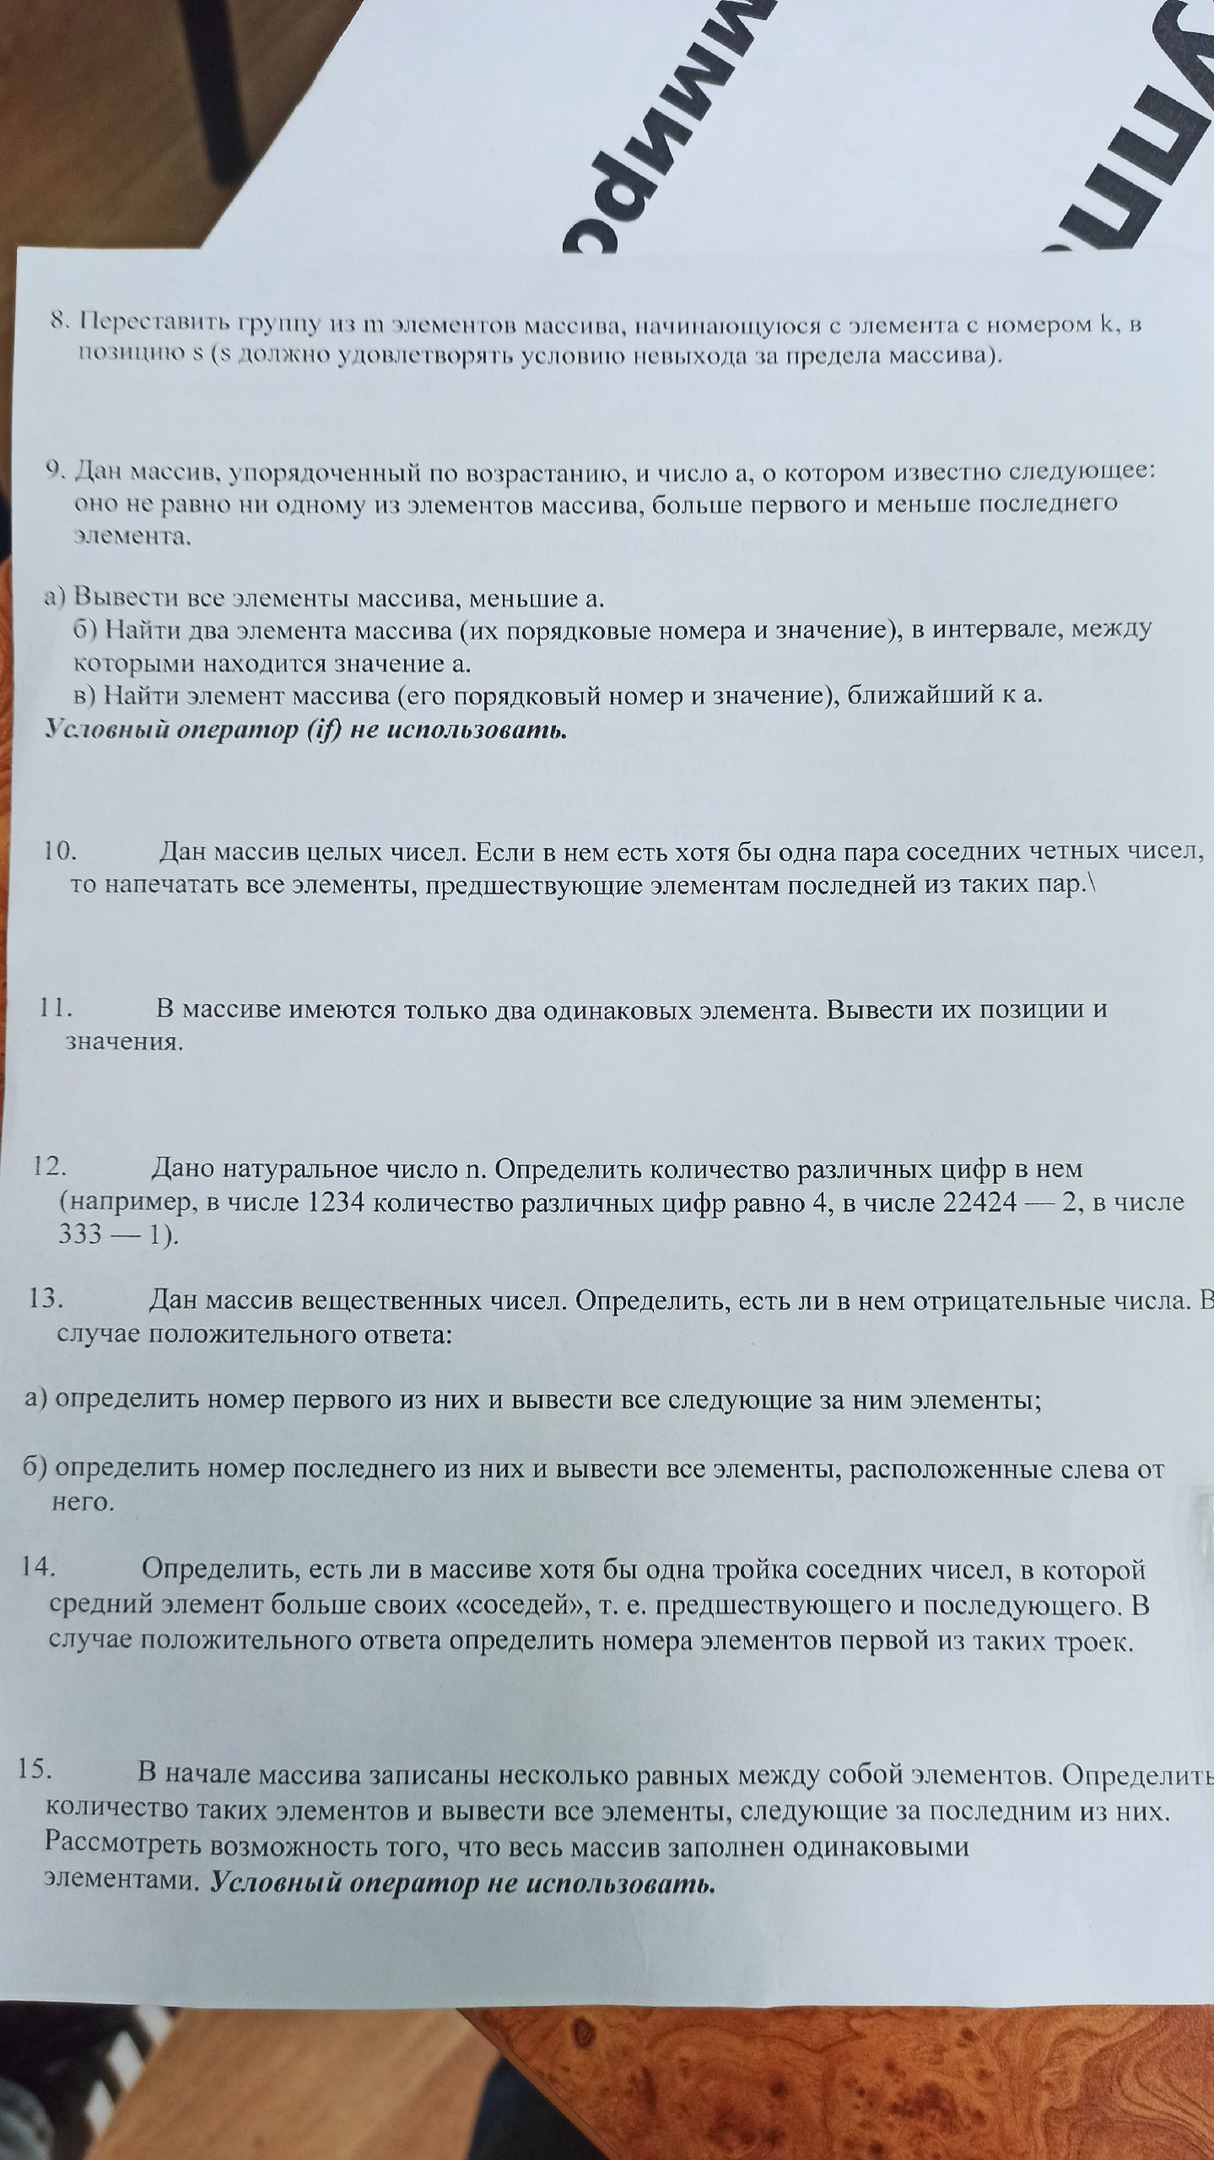 8. Переставить группу из m элементов массива, начинающуюся с элемента с номером k, в
позицию s (s должно удовлетворять условию невыхода за предела массива).
9. Дан массив, упорядоченный по возрастанию, и число а, о котором известно следующее:
оно не равно ни одному из элементов массива, больше первого и меньше последнего
элемента.
а) Вывести все элементы массива, меньшие а.
б) Найти два элемента массива (их порядковые номера и значение), в интервале, между
которыми находится значение а.
в) Найти элемент массива (его порядковый номер и значение), ближайший к а.
Условный оператор (if) не использовать.
10. Дан массив целых чисел. Если в нем есть хотя бы одна пара соседних четных чисел,
то напечатать все элементы, предшествующие элементам последней из таких пар.\
11. В массиве имеются только два одинаковых элемента. Вывести их позиции и
значения.
12. Дано натуральное число n. Определить количество различных цифр в нем
(например, в числе 1234 количество различных цифр равно 4, в числе 22424 — 2, в числе
333 — 1).
13. Дан массив вещественных чисел. Определить, есть ли в нем отрицательные числа. В
случае положительного ответа:
а) определить номер первого из них и вывести все следующие за ним элементы;
б) определить номер последнего из них и вывести все элементы, расположенные слева от
него.
14. Определить, есть ли в массиве хотя бы одна тройка соседних чисел, в которой
средний элемент больше своих «соседей», т. е. предшествующего и последующего. В
случае положительного ответа определить номера элементов первой из таких троек.
15. В начале массива записаны несколько равных между собой элементов. Определить
количество таких элементов и вывести все элементы, следующие за последним из них.
Рассмотреть возможность того, что весь массив заполнен одинаковыми
элементами. Условный оператор не использовать.